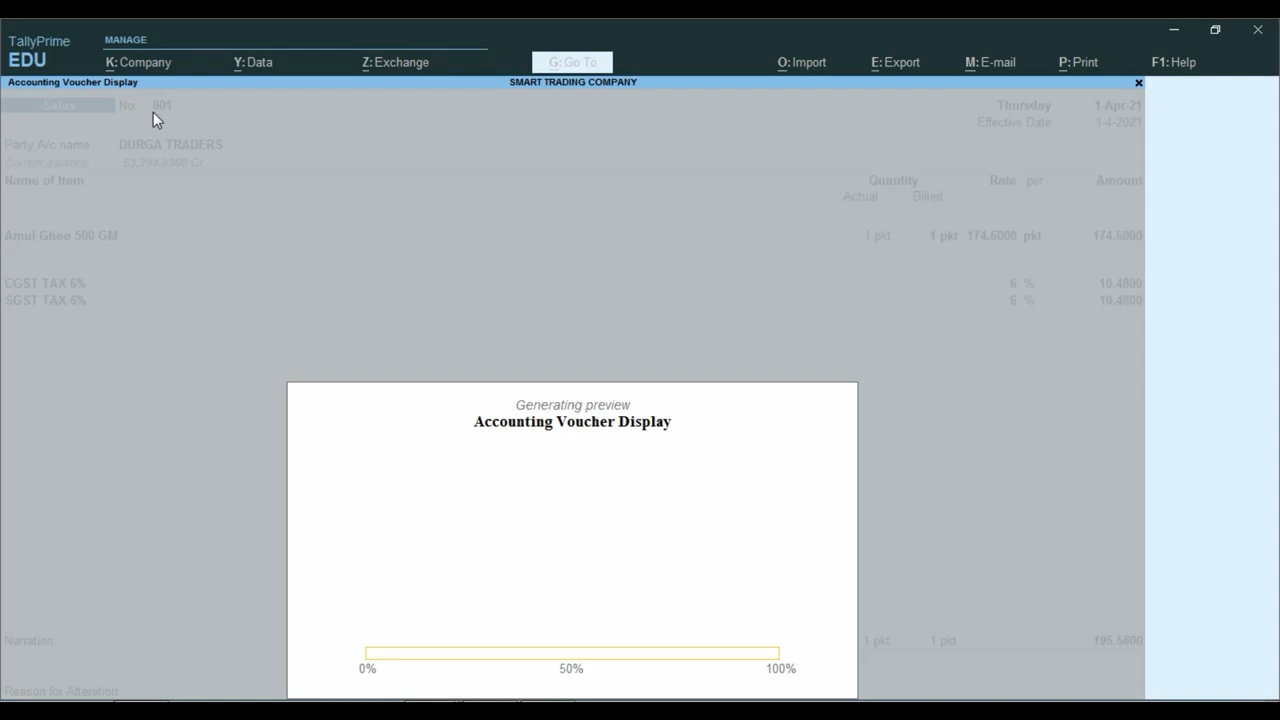 TallyPrime
EDU
MANAGE
K: Company
Y: Data
Z: Exchange
G: Go To
O: Import
E: Export
M: E-mail
P: Print
F1: Help
Accounting Voucher Display
SMART TRADING COMPANY
Sales No. 001
Thursday 1-Apr-21
Effective Date 1-4-2021
Party A/c name : DURGA TRADERS
Current balance
Name of Item
Quantity Rate per Amount
Actual Billed
Amul Ghee 500 GM 1 pkt 1 pkt 174.6000 pkt 174.6000
CGST TAX 6% 6 % 10.4800
SGST TAX 6% 6 % 10.4800
Generating preview
Accounting Voucher Display
0% 50% 100%
Narration: 1 pkt 1 pkt 195.5600
Reason for Alteration